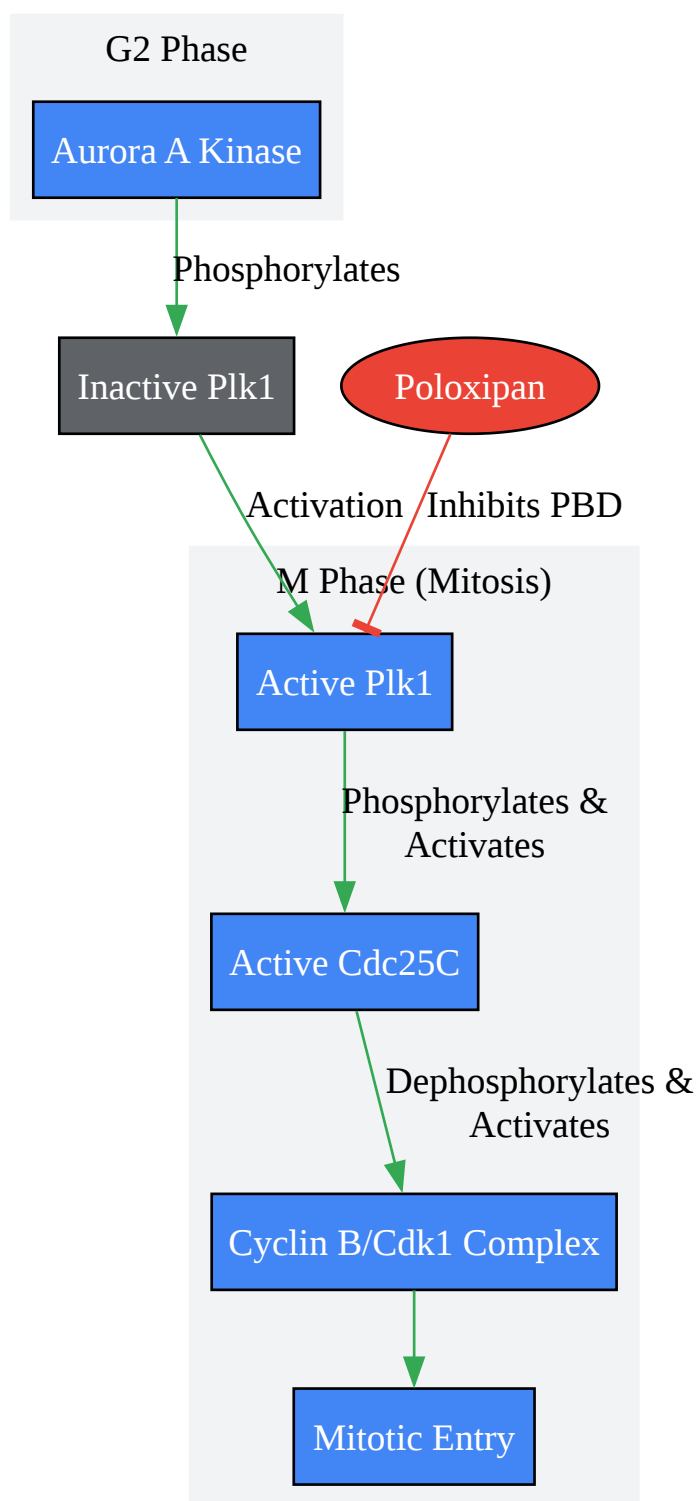 G2 Phase
Aurora A Kinase
Phosphorylates
Inactive Plk1
Poloxipan
Activation
Inhibits PBD
M Phase (Mitosis)
Active Plk1
Phosphorylates &
Activates
Active Cdc25C
Dephosphorylates &
Activates
Cyclin B/Cdk1 Complex
Mitotic Entry